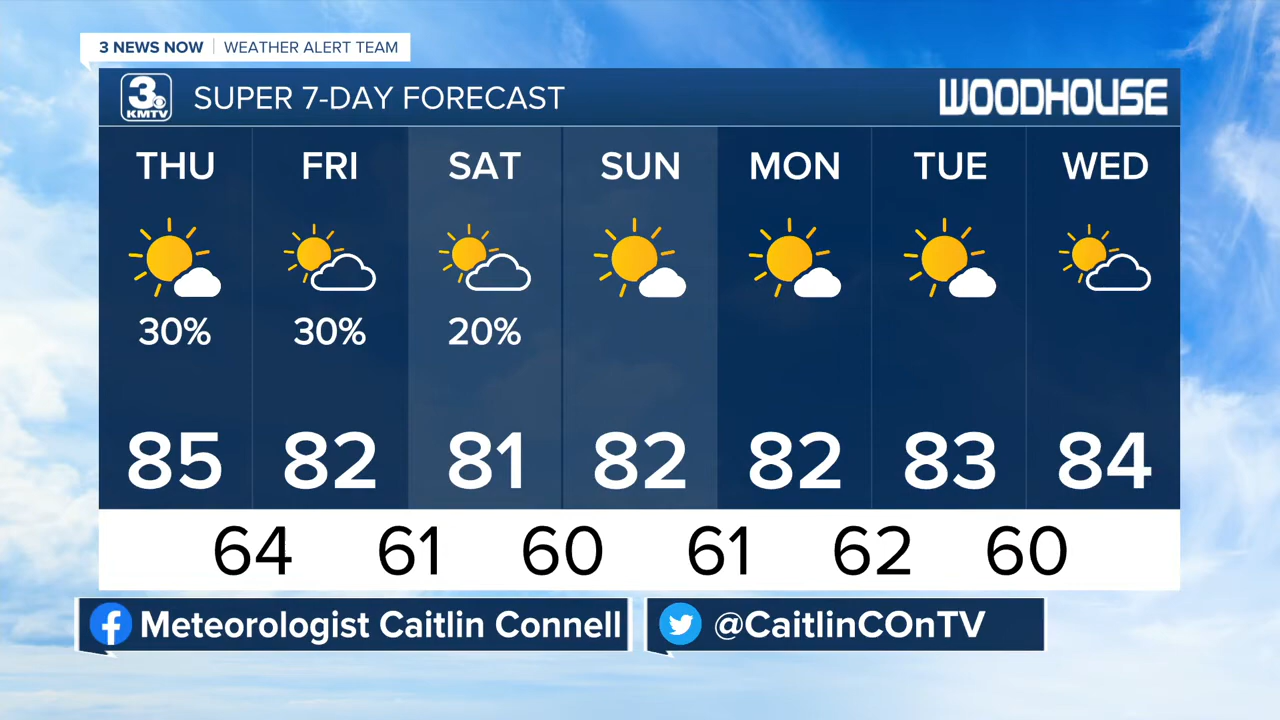 3 NEWS NOW WEATHER ALERT TEAM
3 KMTV SUPER 7-DAY FORECAST WOODHOUSE
THU FRI SAT SUN MON TUE WED
30% 30% 20%
85 82 81 82 82 83 84
64 61 60 61 62 60
Meteorologist Caitlin Connell @CaitlinCOnTV